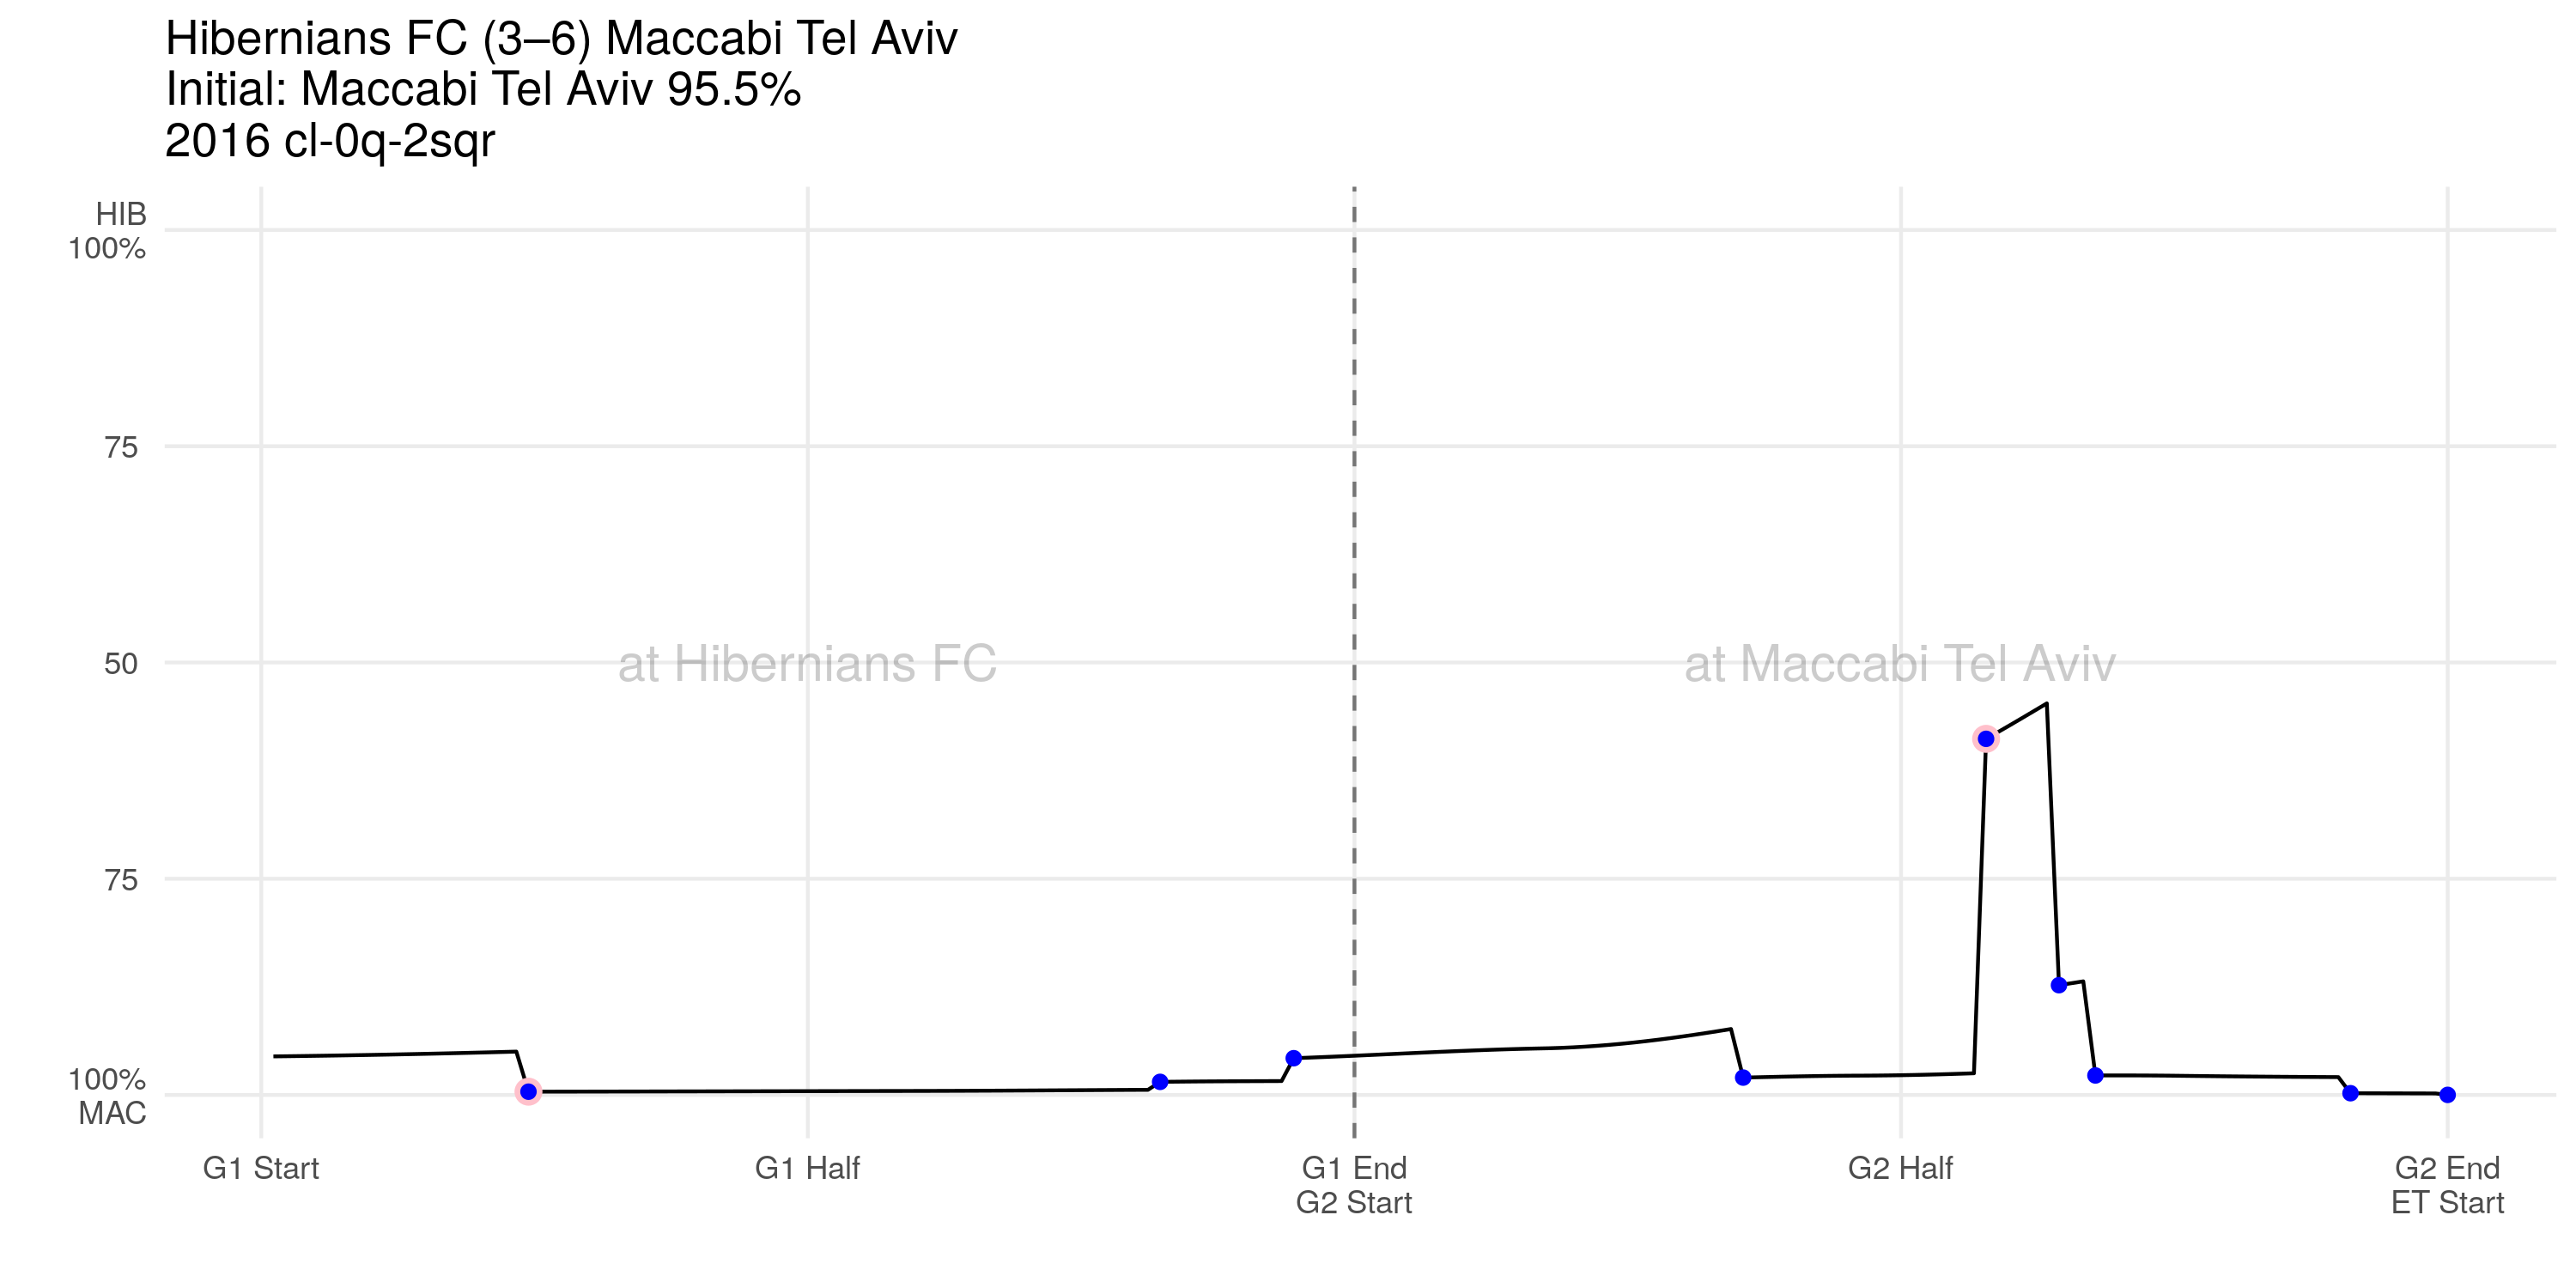 Hibernians FC (3–6) Maccabi Tel Aviv
Initial: Maccabi Tel Aviv 95.5%
2016 cl-0q-2sqr
HIB
100%
75
50
75
100%
MAC
at Hibernians FC
at Maccabi Tel Aviv
G1 Start
G1 Half
G1 End
G2 Start
G2 Half
G2 End
ET Start